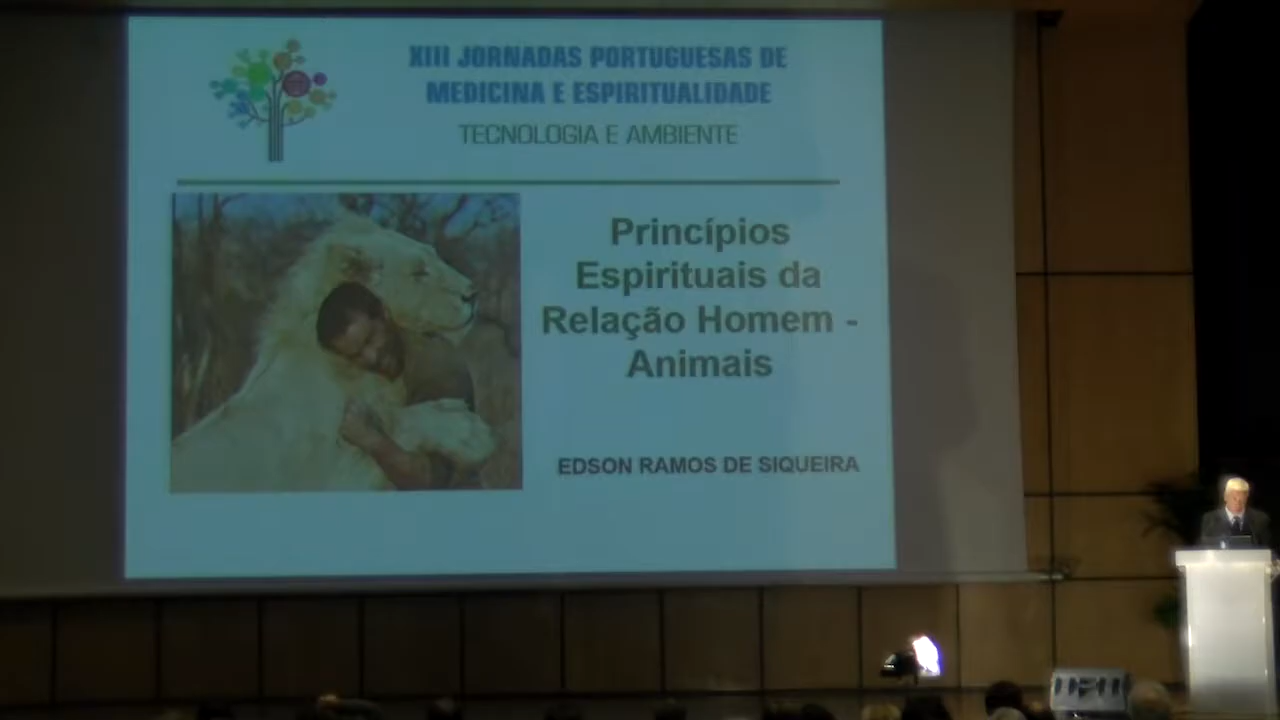 XIII JORNADAS PORTUGUESAS DE
MEDICINA E ESPIRITUALIDADE
TECNOLOGIA E AMBIENTE
Princípios
Espirituais da
Relação Homem -
Animais
EDSON RAMOS DE SIQUEIRA